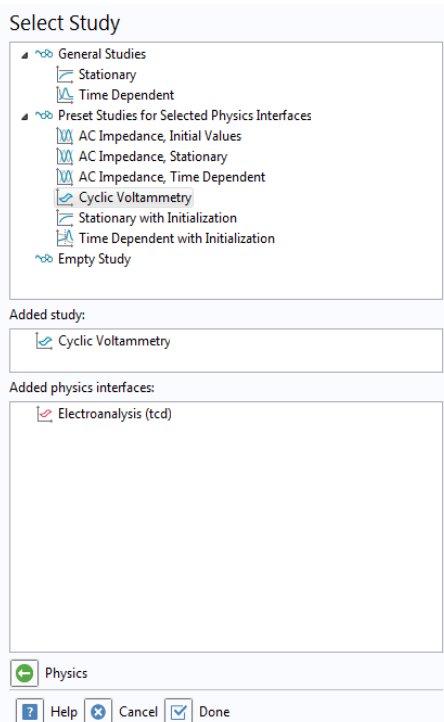 Select Study
General Studies
Stationary
Time Dependent
Preset Studies for Selected Physics Interfaces
AC Impedance, Initial Values
AC Impedance, Stationary
AC Impedance, Time Dependent
Cyclic Voltammetry
Stationary with Initialization
Time Dependent with Initialization
Empty Study
Added study:
Cyclic Voltammetry
Added physics interfaces:
Electroanalysis (tcd)
Physics
? Help Cancel Done